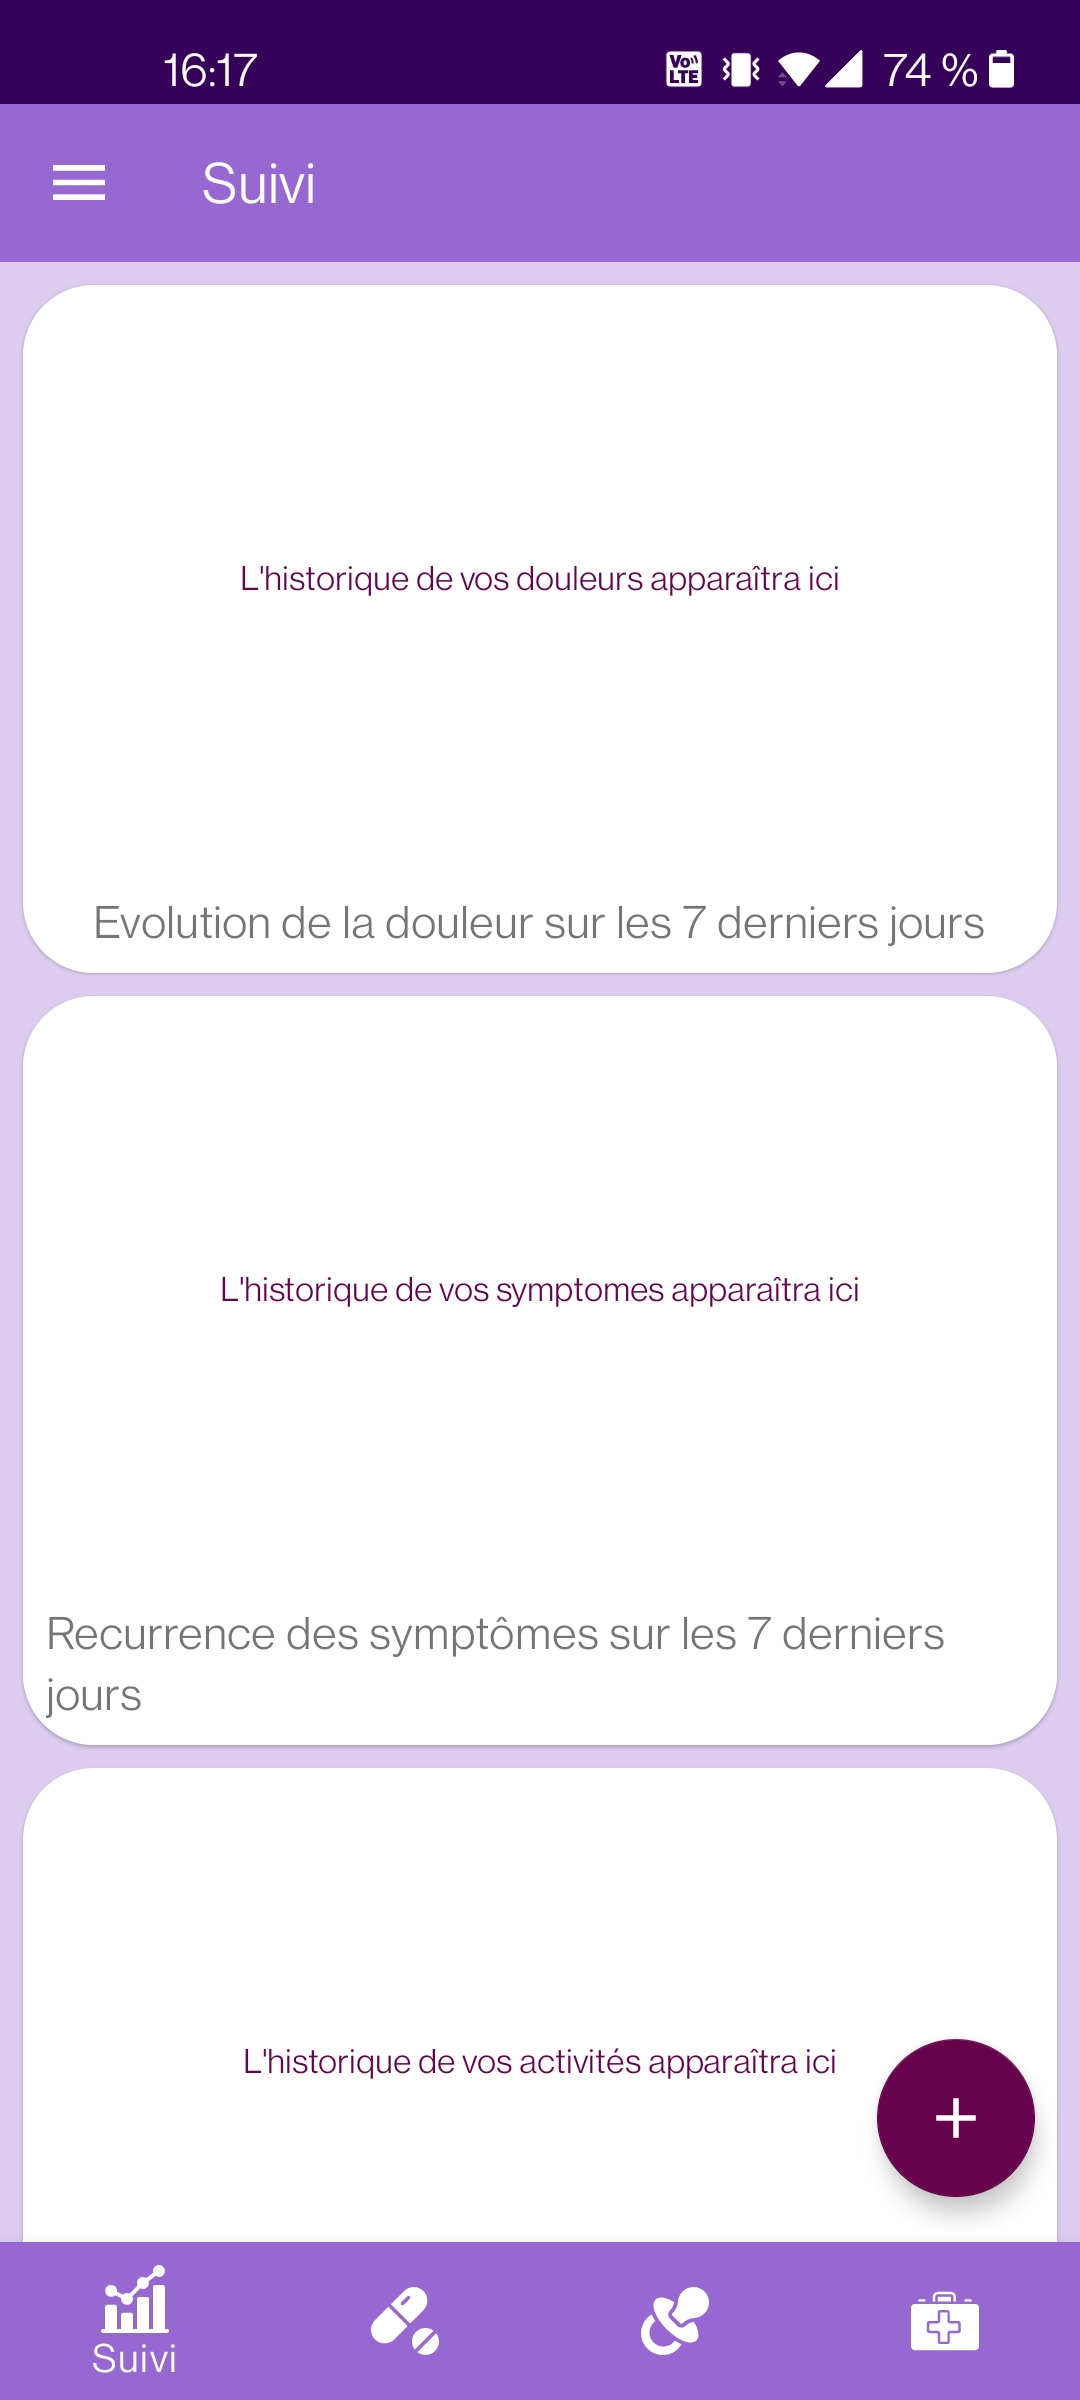 16:17
Vo LTE
74 %
Suivi
L'historique de vos douleurs apparaîtra ici
Evolution de la douleur sur les 7 derniers jours
L'historique de vos symptomes apparaîtra ici
Recurrence des symptômes sur les 7 derniers
jours
L'historique de vos activités apparaîtra ici
Suivi